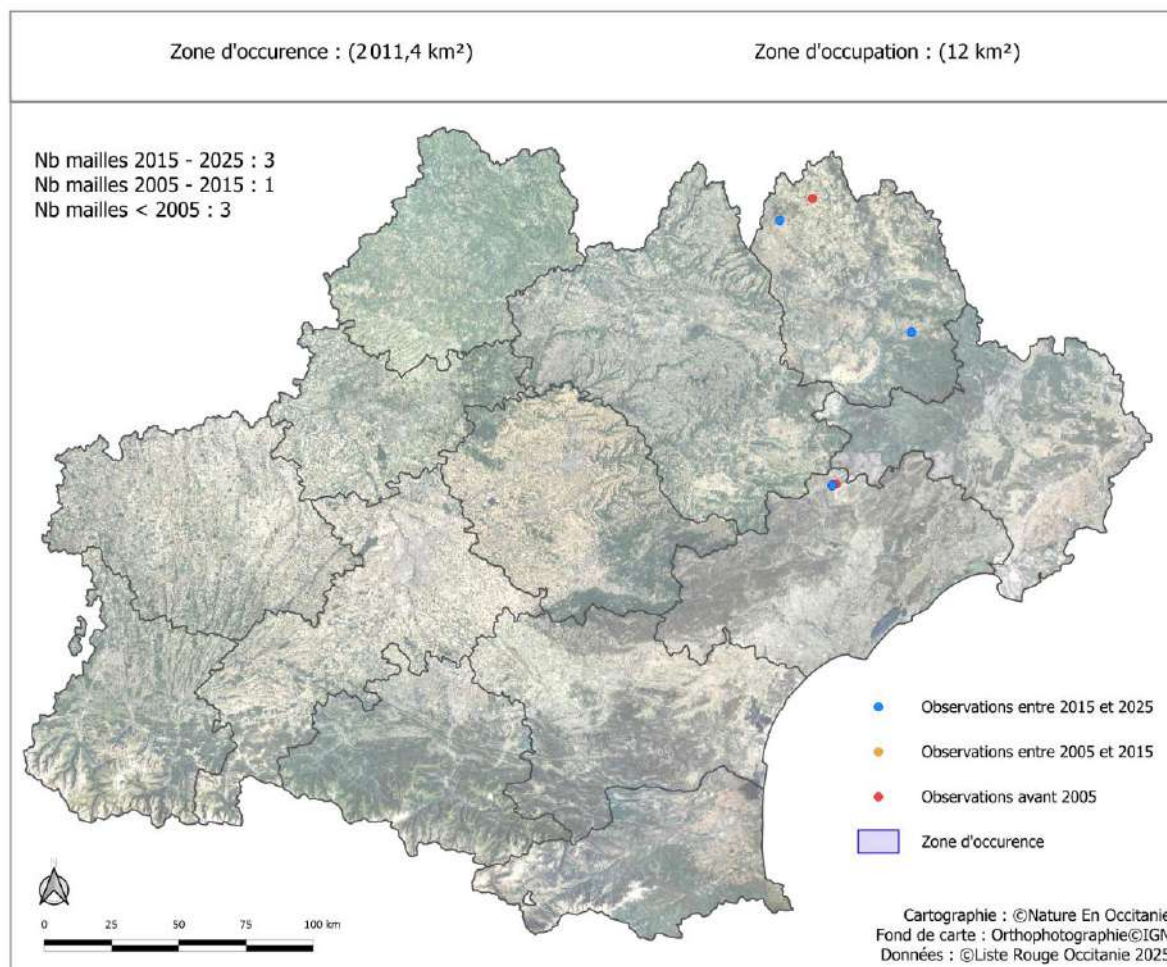 Zone d'occurence : (2 011,4 km²)
Zone d'occupation : (12 km²)
Nb mailles 2015 - 2025 : 3
Nb mailles 2005 - 2015 : 1
Nb mailles < 2005 : 3
Observations entre 2015 et 2025
Observations entre 2005 et 2015
Observations avant 2005
Zone d'occurence
N
0 25 50 75 100 km
Cartographie : ©Nature En Occitanie
Fond de carte : Orthophotographie©IGN
Données : ©Liste Rouge Occitanie 2025